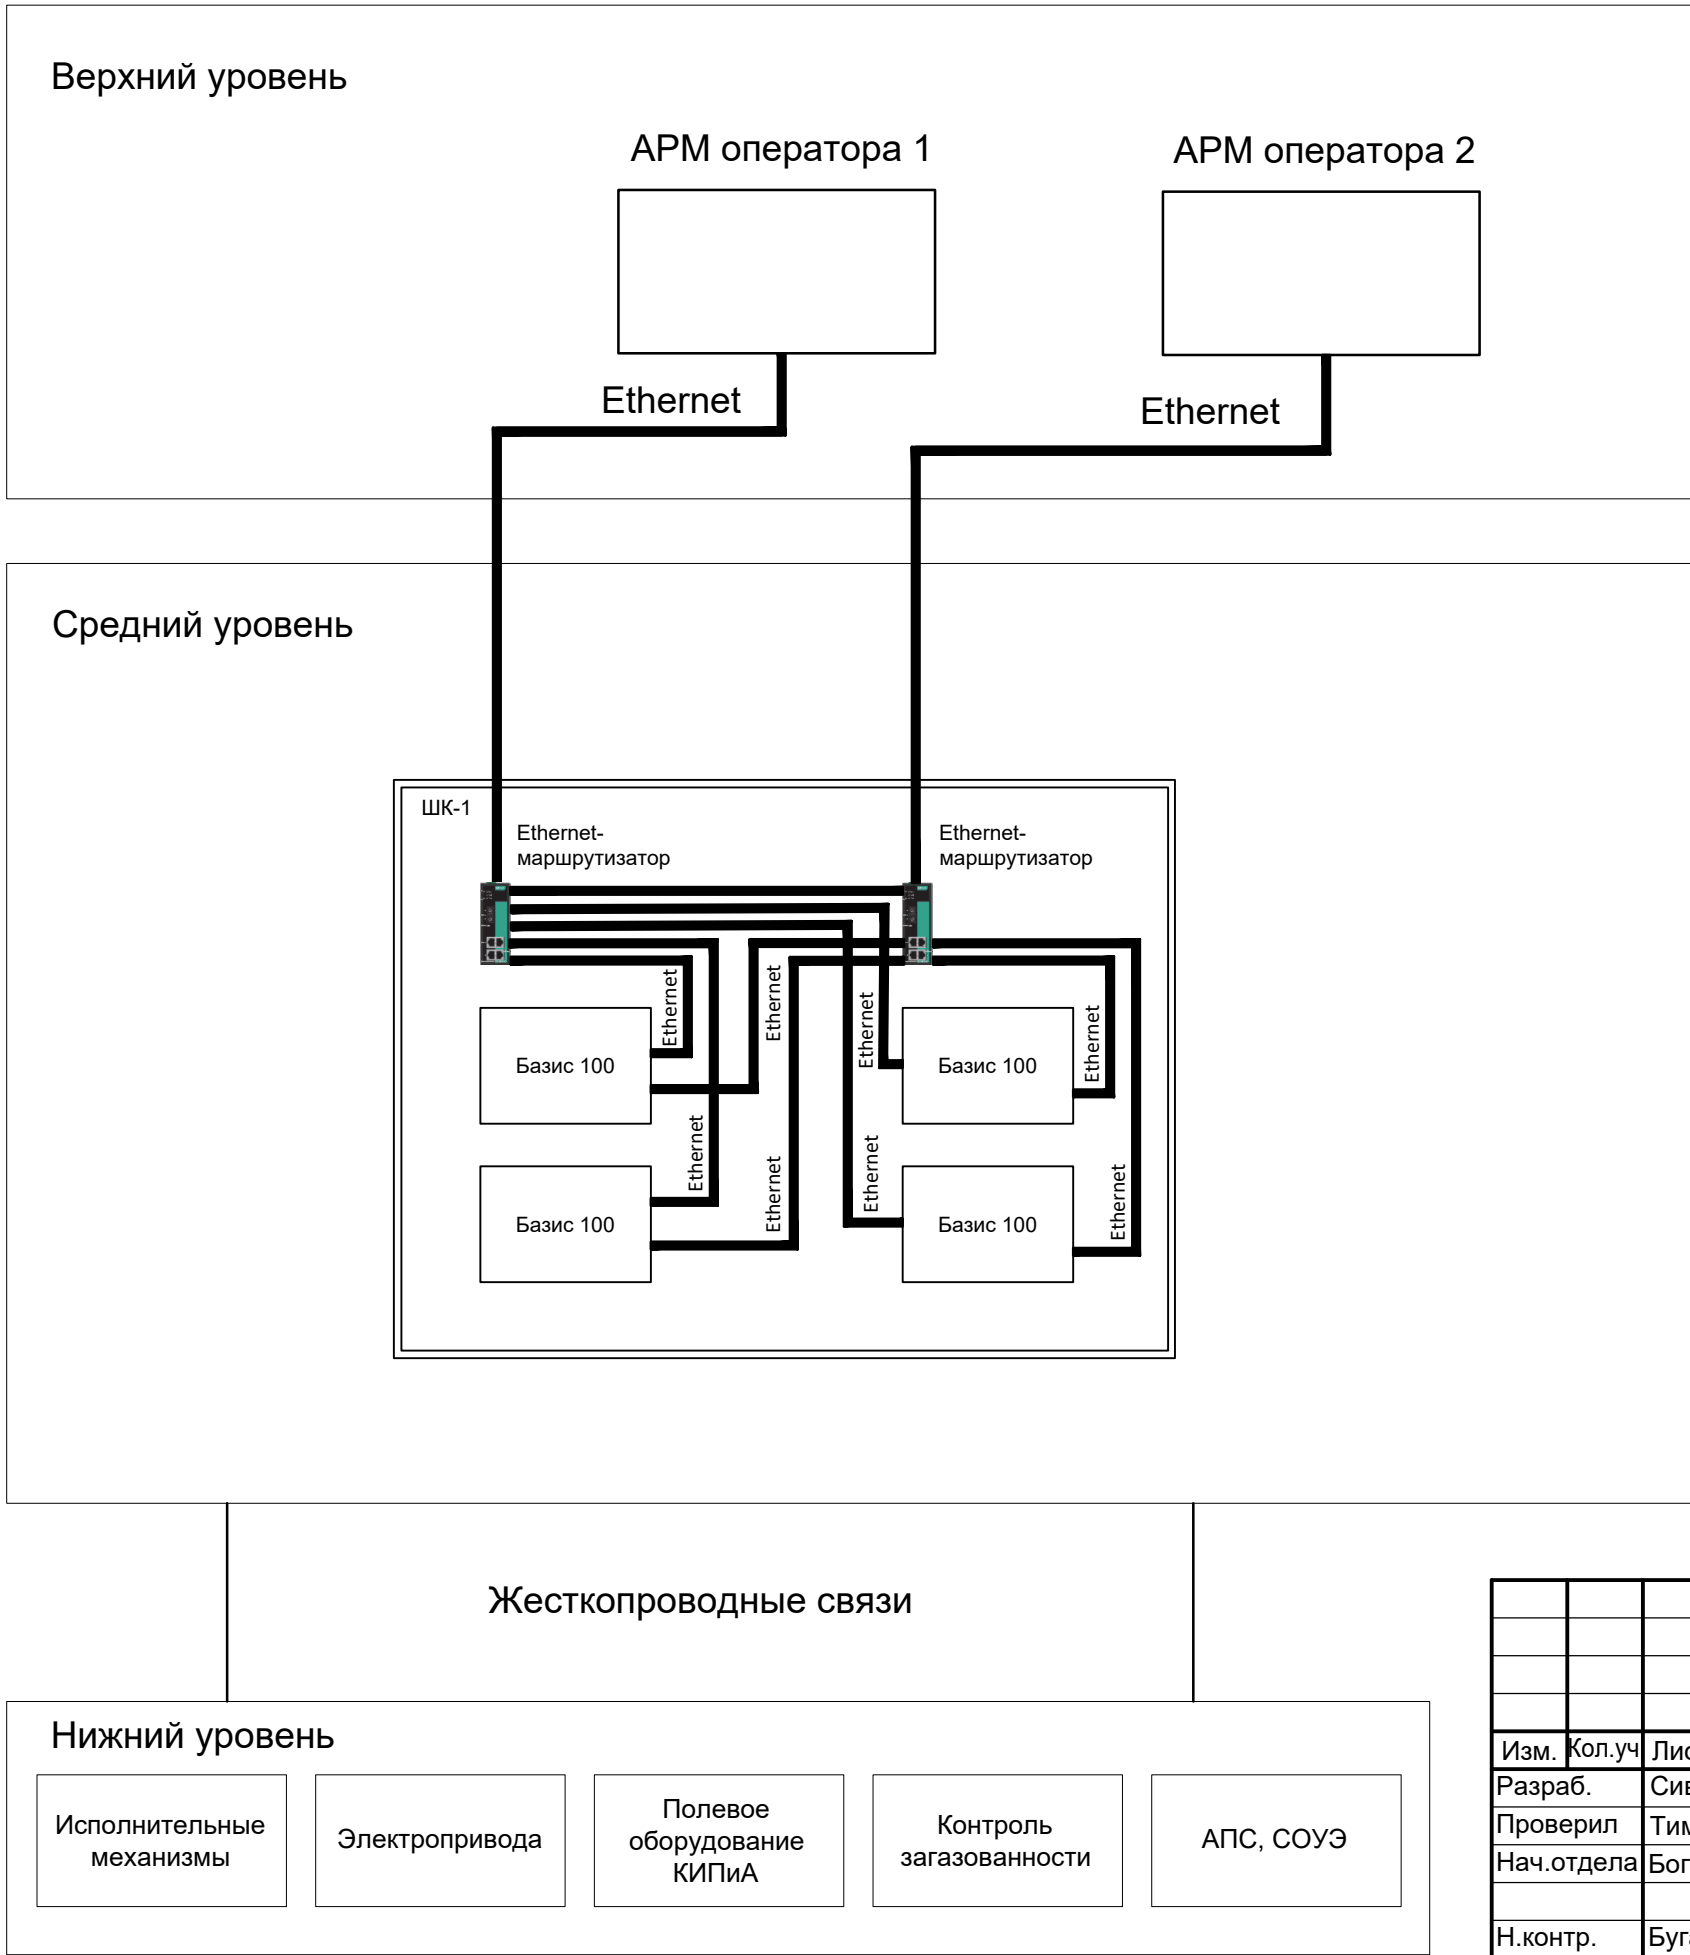 Верхний уровень
АРМ оператора 1
АРМ оператора 2
Ethernet
Ethernet
Средний уровень
ШК-1
Ethernet-
маршрутизатор
Ethernet-
маршрутизатор
Ethernet
Ethernet
Ethernet
Ethernet
Базис 100
Базис 100
Ethernet
Ethernet
Ethernet
Ethernet
Базис 100
Базис 100
Жесткопроводные связи
Нижний уровень
Исполнительные
механизмы
Электропривода
Полевое
оборудование
КИПиА
Контроль
загазованности
АПС, СОУЭ
Изм. Кол.уч
Разраб.
Проверил
Нач.отдела
Н.контр.